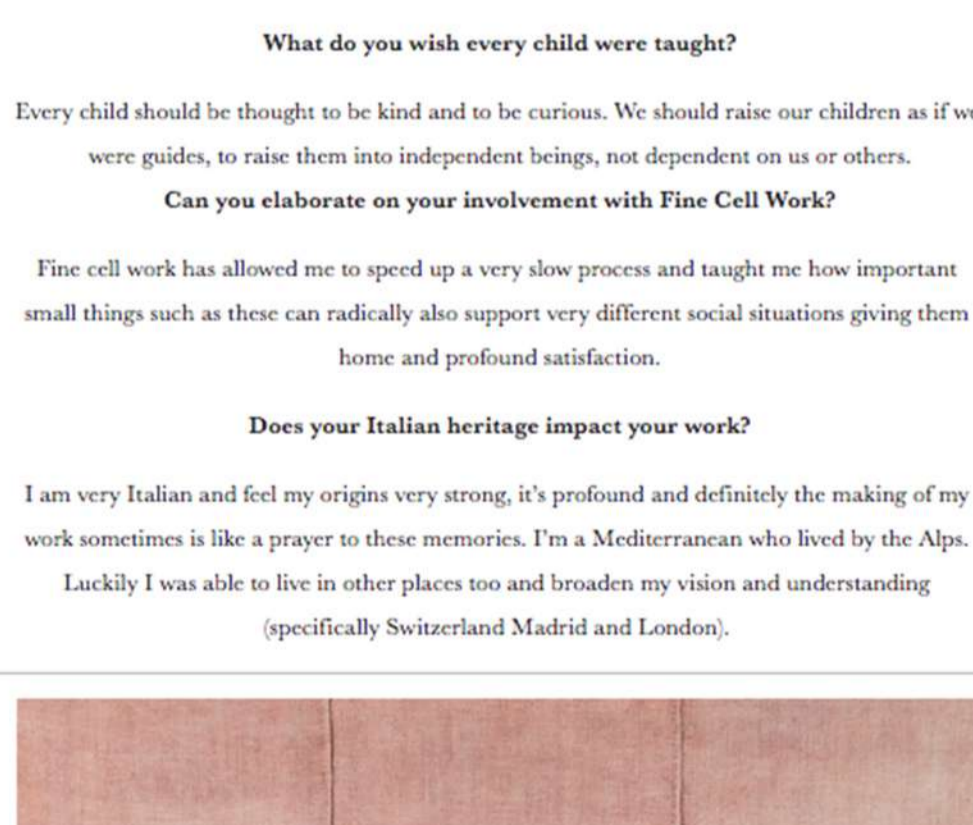 What do you wish every child were taught?
Every child should be thought to be kind and to be curious. We should raise our children as if we
were guides, to raise them into independent beings, not dependent on us or others.
Can you elaborate on your involvement with Fine Cell Work?
Fine cell work has allowed me to speed up a very slow process and taught me how important
small things such as these can radically also support very different social situations giving them
home and profound satisfaction.
Does your Italian heritage impact your work?
I am very Italian and feel my origins very strong, it's profound and definitely the making of my
work sometimes is like a prayer to these memories. I'm a Mediterranean who lived by the Alps.
Luckily I was able to live in other places too and broaden my vision and understanding
(specifically Switzerland Madrid and London).